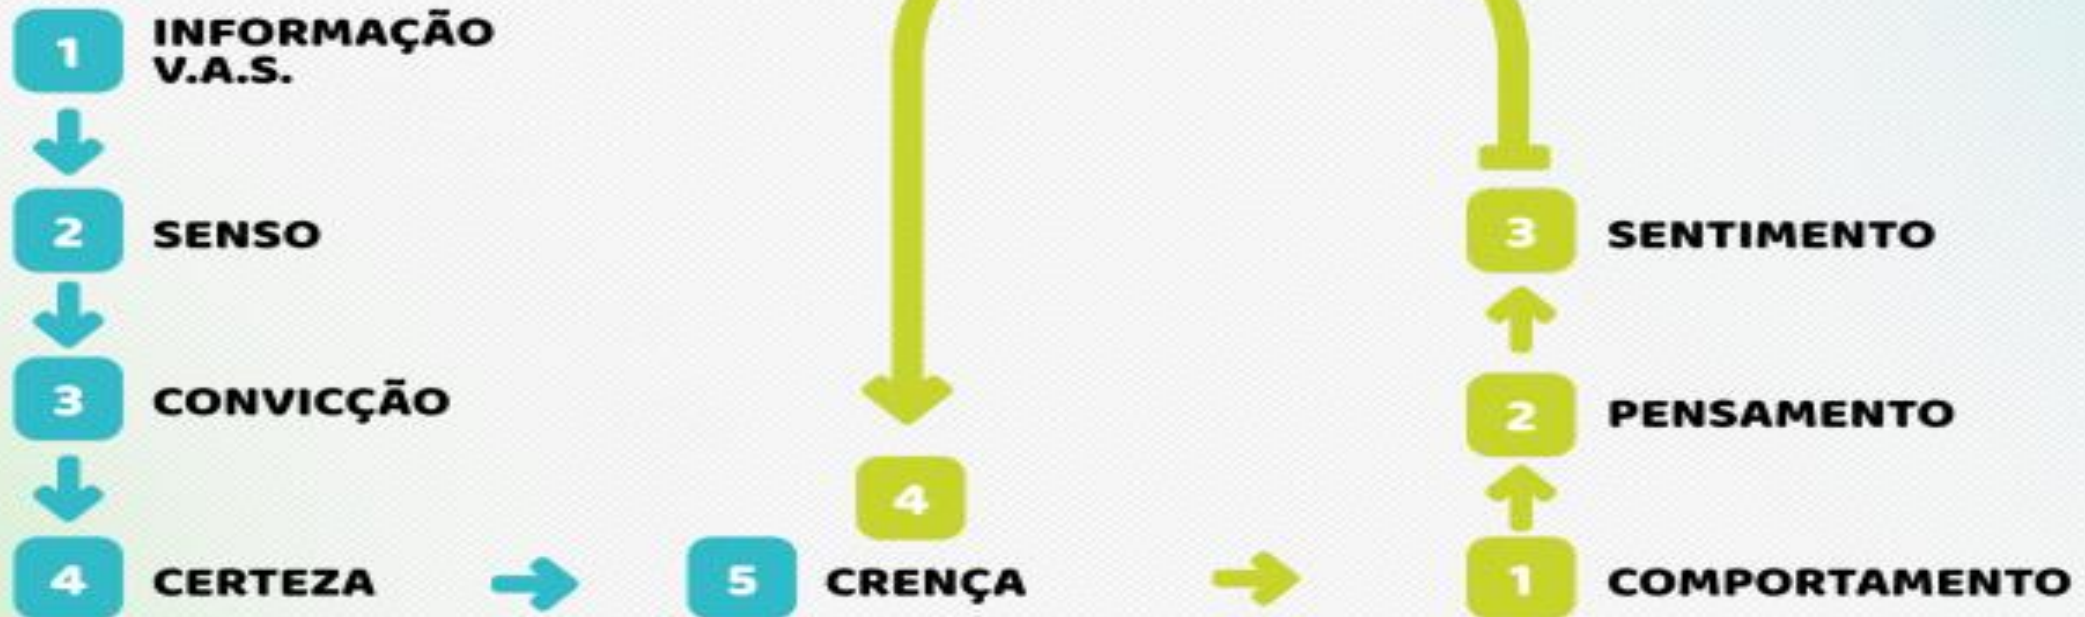 1 INFORMAÇÃO
V.A.S.
2 SENSO
3 CONVICÇÃO
4 CERTEZA
5 CRENÇA
4
1 COMPORTAMENTO
2 PENSAMENTO
3 SENTIMENTO